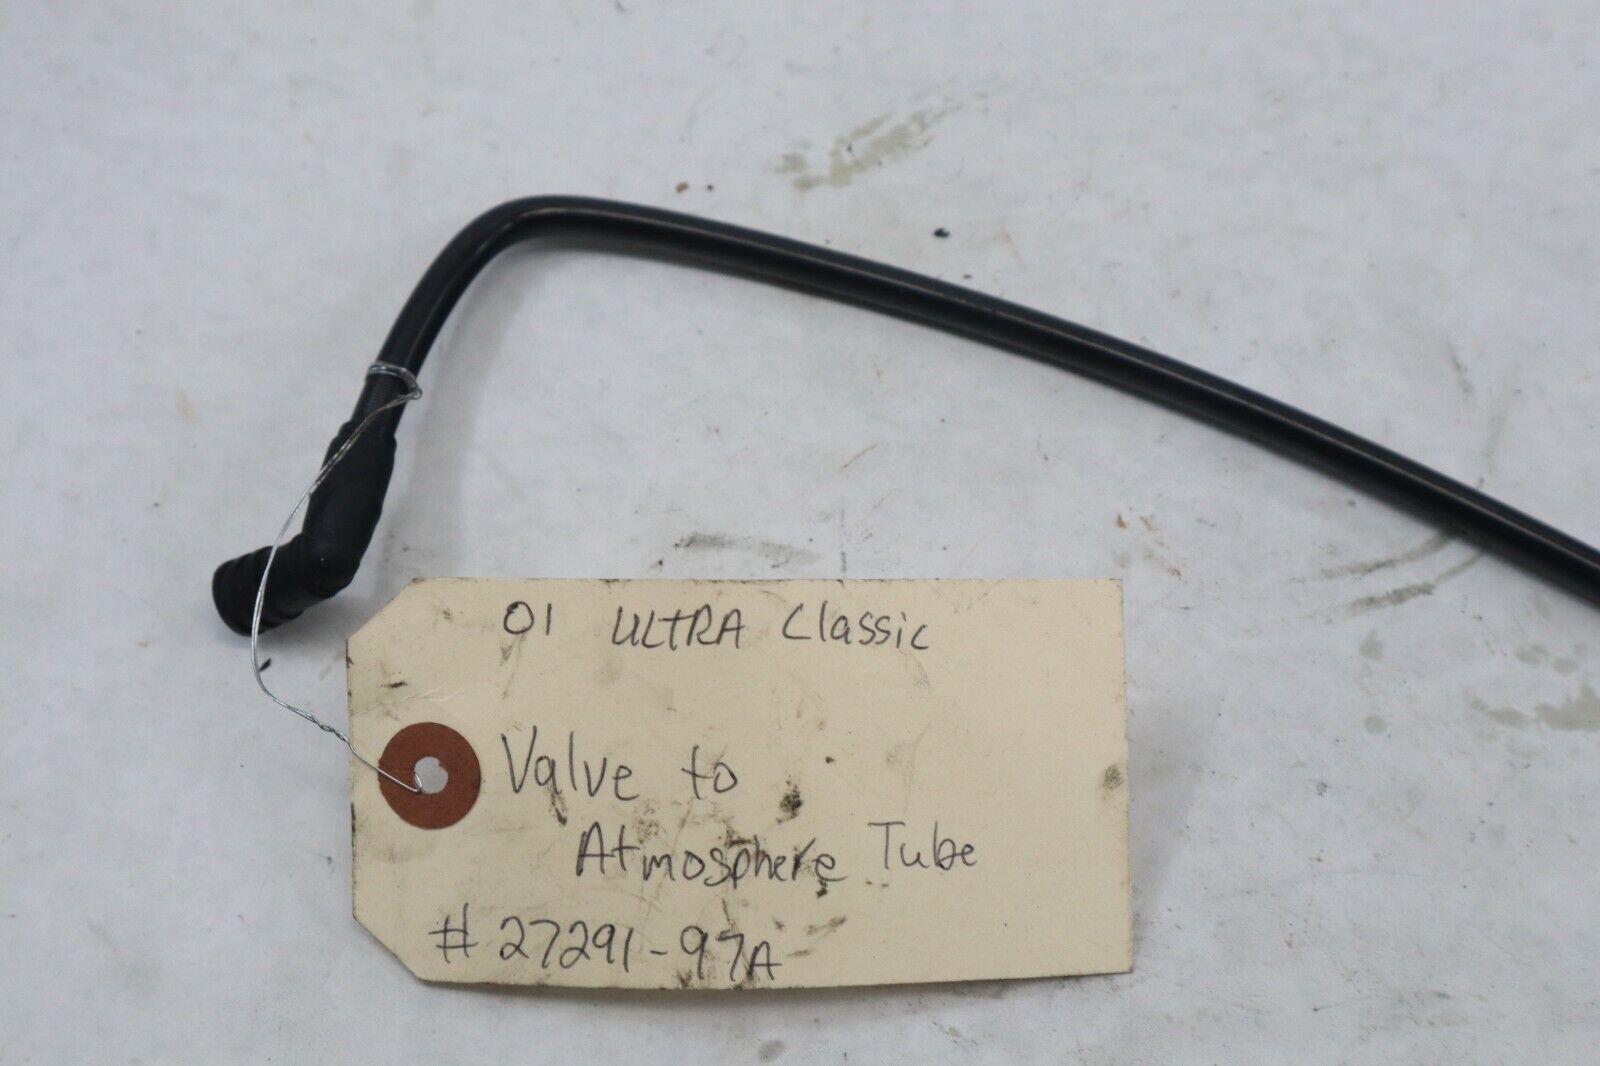 01 ULTRA Classic
Valve to
Atmosphere Tube
# 27291-97A